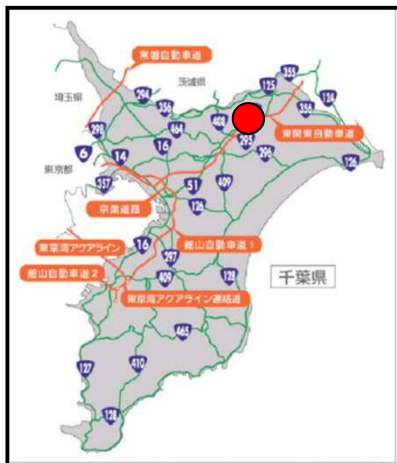 常磐自動車道
茨城県
埼玉県
294
356
125
355
124
298
464
408
356
6
16
295
東関東自動車道
14
296
東京都
126
357
51
409
京葉道路
126
東京湾アクアライン
16
館山自動車道1
297
館山自動車道2
409
128
千葉県
東京湾アクアライン連絡道
465
127
410
128